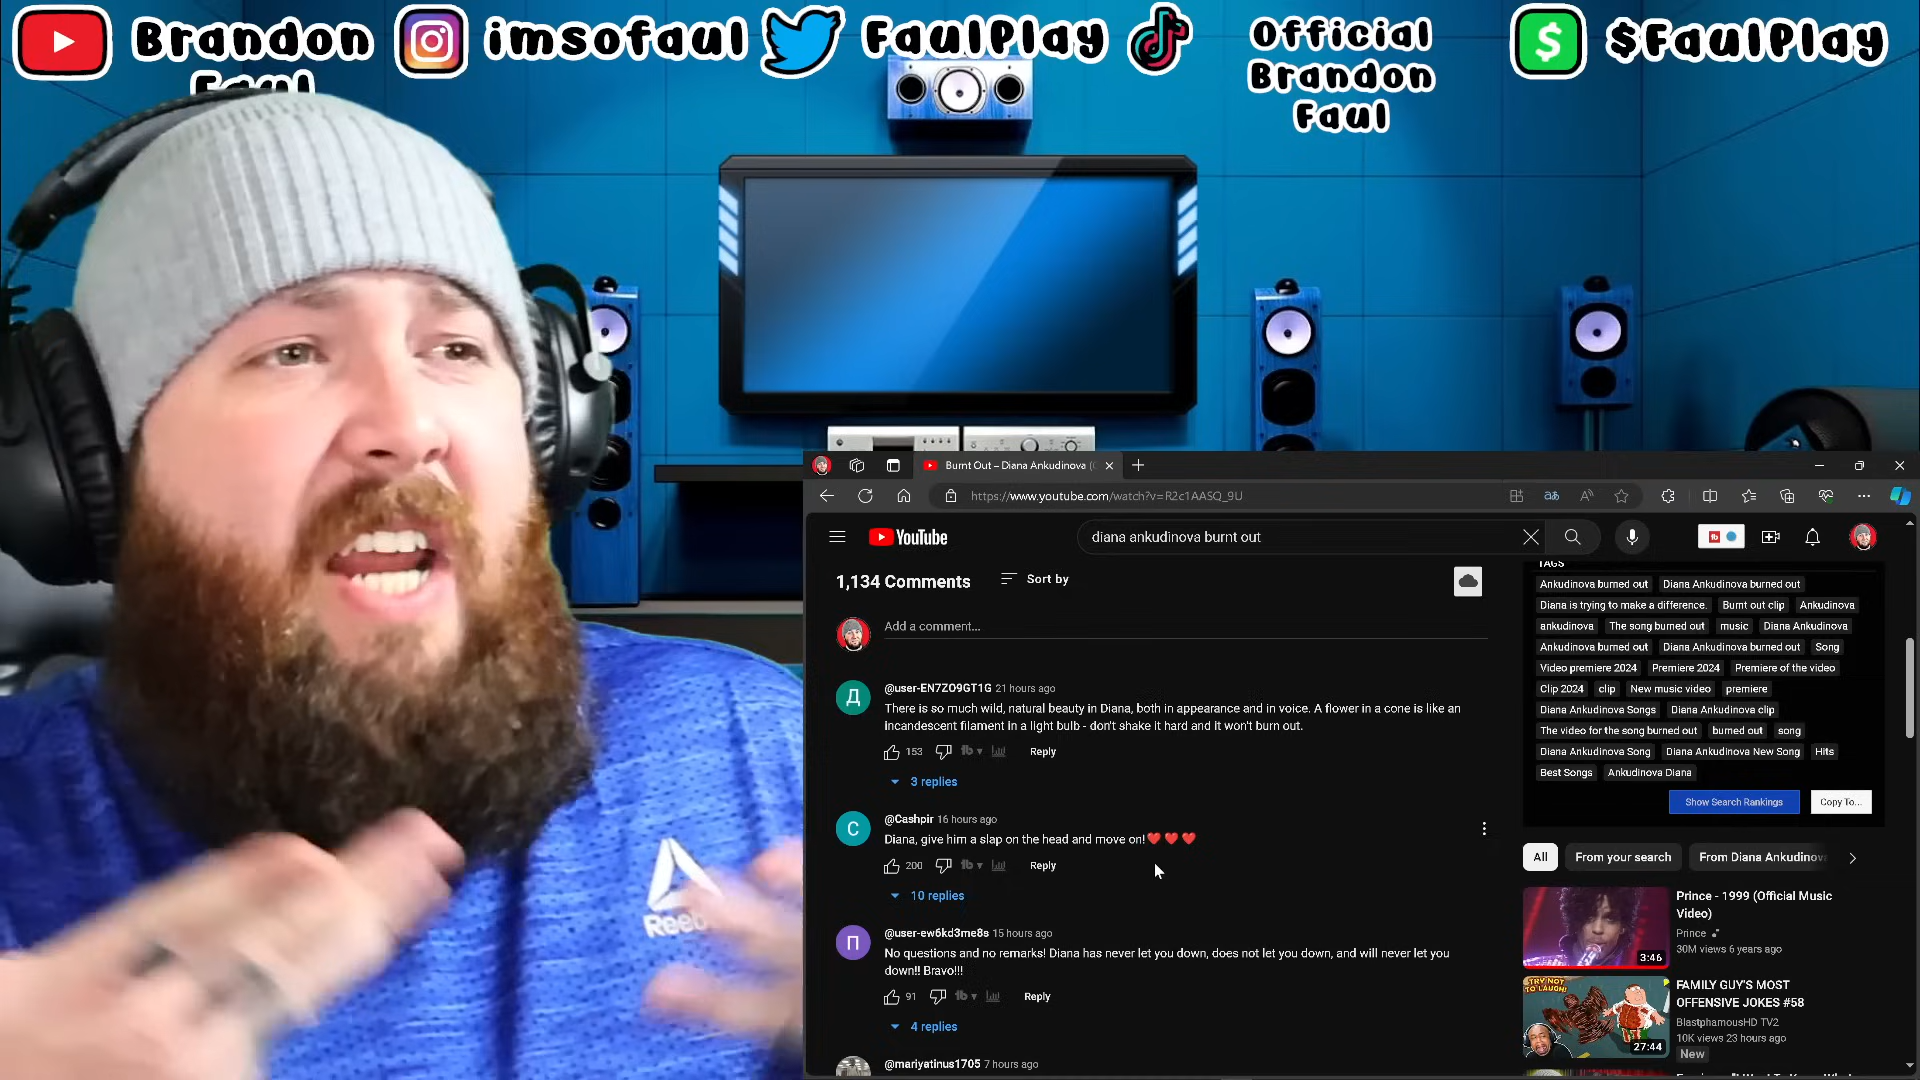 Brandon
Faul
imsofaul
FaulPlay
Official
Brandon
Faul
$FaulPlay
Reeb
Burnt Out – Diana Ankudinova (
https://www.youtube.com/watch?v=R2c1AASQ_9U
YouTube
diana ankudinova burnt out
1,134 Comments
Sort by
Add a comment...
@user-EN7ZO9GT1G 21 hours ago
There is so much wild, natural beauty in Diana, both in appearance and in voice. A flower in a cone is like an
incandescent filament in a light bulb - don't shake it hard and it won't burn out.
153
Reply
3 replies
@Cashpir 16 hours ago
Diana, give him a slap on the head and move on!❤️❤️❤️
200
Reply
10 replies
@user-ew6kd3me8s 15 hours ago
No questions and no remarks! Diana has never let you down, does not let you down, and will never let you
down!! Bravo!!!
91
Reply
4 replies
@mariyatinus1705 7 hours ago
TAGS
Ankudinova burned out Diana Ankudinova burned out
Diana is trying to make a difference. Burnt out clip Ankudinova
ankudinova The song burned out music Diana Ankudinova
Ankudinova burned out Diana Ankudinova burned out Song
Video premiere 2024 Premiere 2024 Premiere of the video
Clip 2024 clip New music video premiere
Diana Ankudinova Songs Diana Ankudinova clip
The video for the song burned out burned out song
Diana Ankudinova Song Diana Ankudinova New Song Hits
Best Songs Ankudinova Diana
Show Search Rankings Copy To...
All From your search From Diana Ankudinov
Prince - 1999 (Official Music
Video)
Prince
30M views 6 years ago
3:46
TRY NOT
TO LAUGH!
FAMILY GUY'S MOST
OFFENSIVE JOKES #58
BlastphamousHD TV2
10K views 23 hours ago
New
27:44